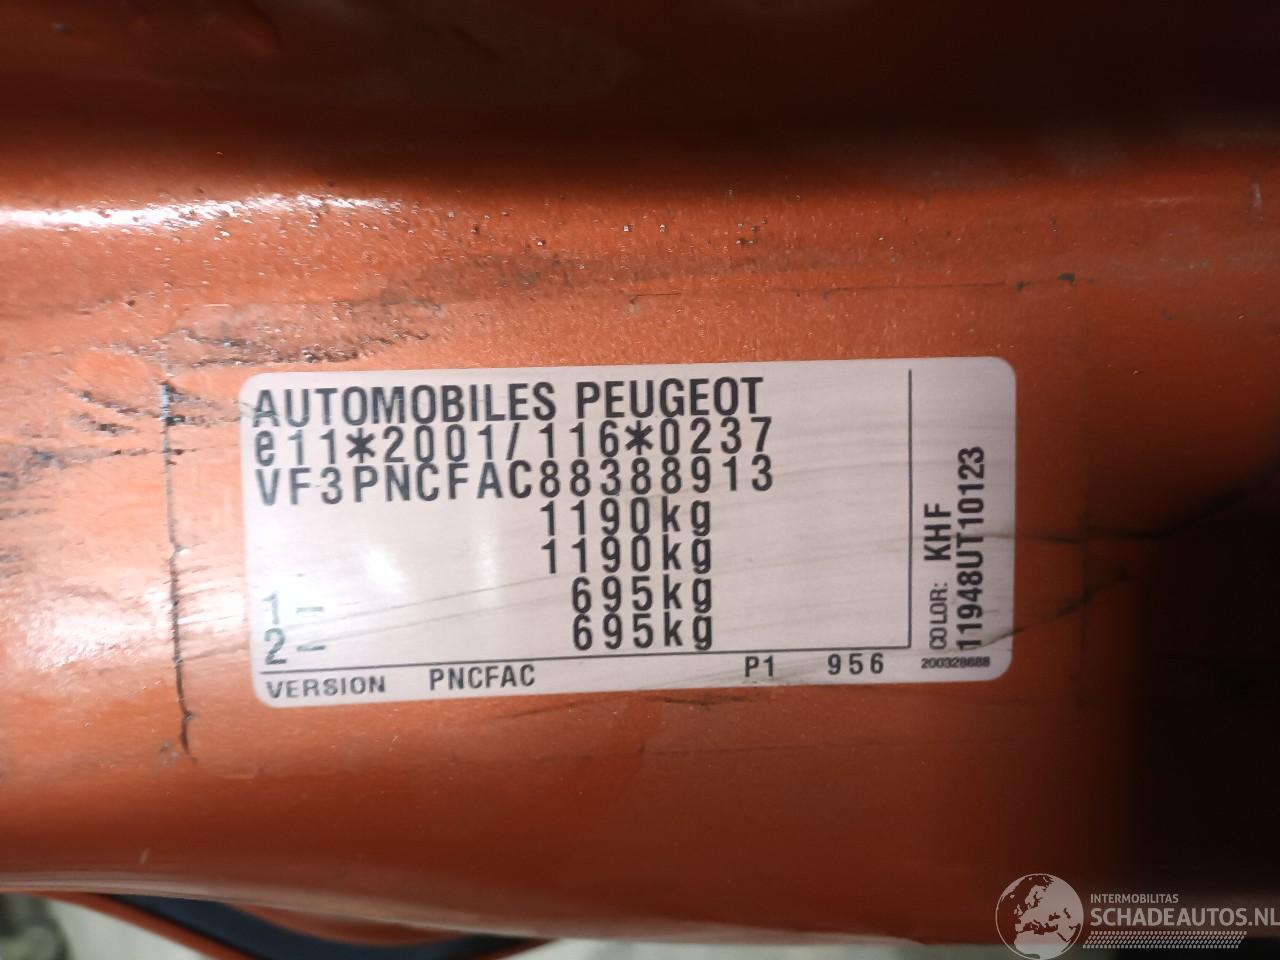 AUTOMOBILES PEUGEOT
e11*2001/116*0237
VF3PNCFAC88388913
1190kg
1190kg
1- 695kg
2- 695kg
VERSION PNCFAC P1 956
COLOR: KHF
11948UT10123
200328688
INTERMOBILITAS
SCHADEAUTOS.NL